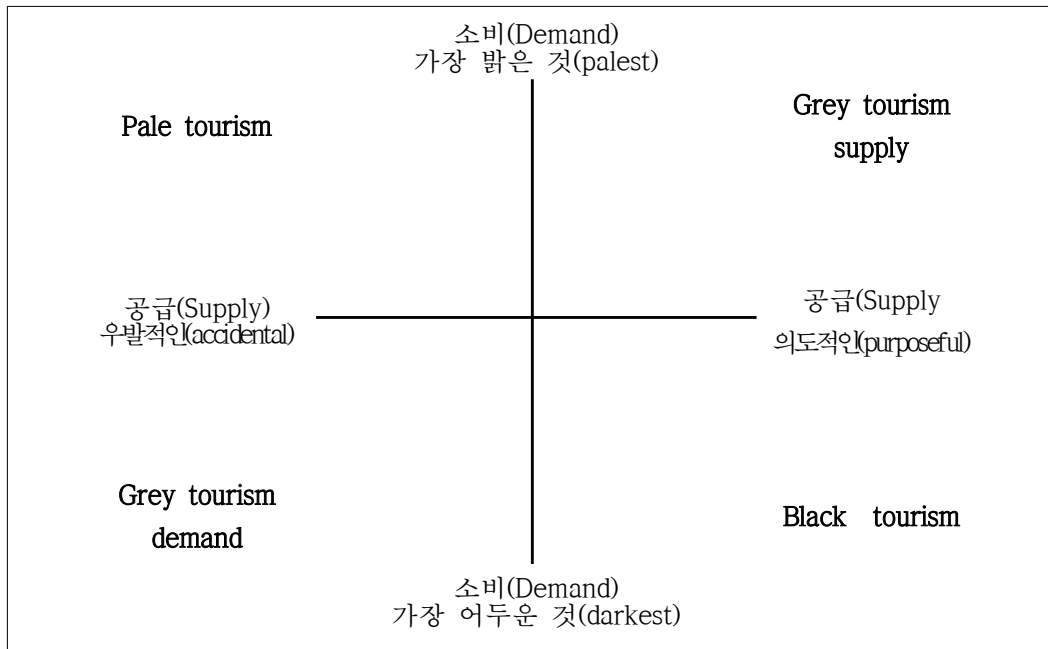 소비(Demand)
가장 밝은 것(palest)
Pale tourism
Grey tourism
supply
공급(Supply)
우발적인(accidental)
공급(Supply
의도적인(purposeful)
Grey tourism
demand
Black tourism
소비(Demand)
가장 어두운 것(darkest)